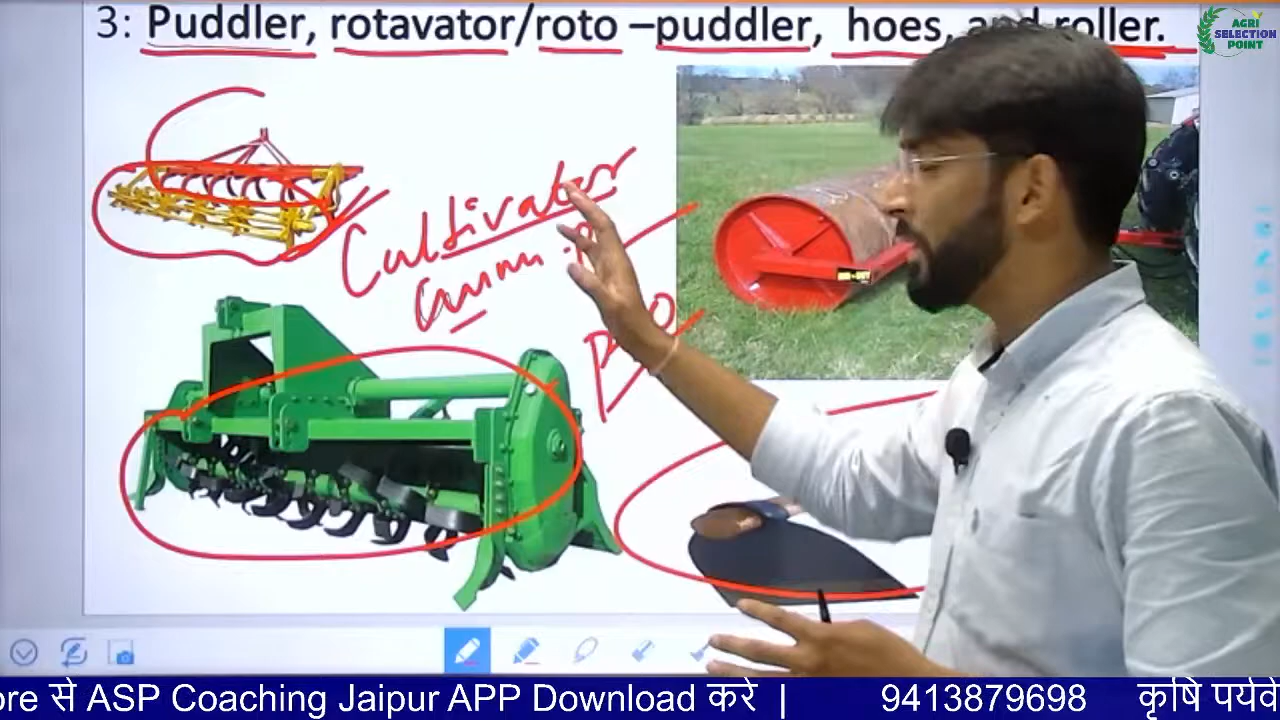 3: Puddler, rotavator/roto –puddler, hoes, and roller.
AGRI
SELECTION
POINT
Cultivator
ore से ASP Coaching Jaipur APP Download करे | 9413879698 कृषि पर्यवे